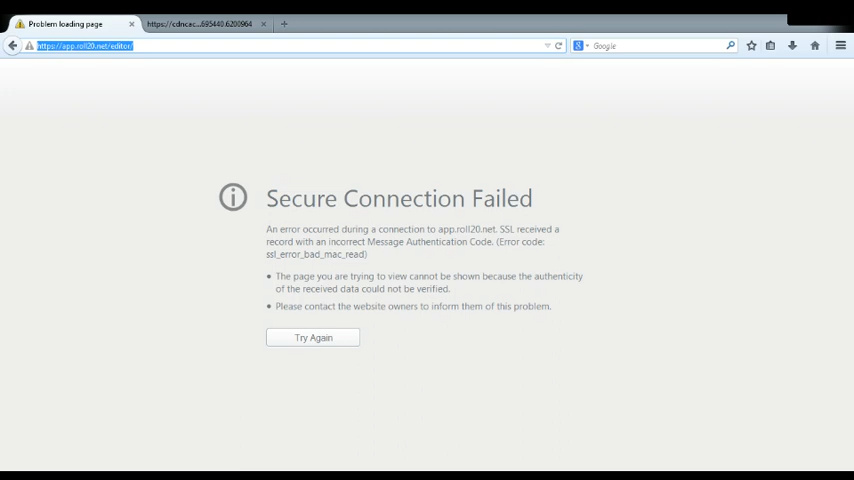 Problem loading page
https://cdncac...695440.6200964
https://app.roll20.net/editor/
Google
Secure Connection Failed
An error occurred during a connection to app.roll20.net. SSL received a
record with an incorrect Message Authentication Code. (Error code:
ssl_error_bad_mac_read)
The page you are trying to view cannot be shown because the authenticity
of the received data could not be verified.
Please contact the website owners to inform them of this problem.
Try Again